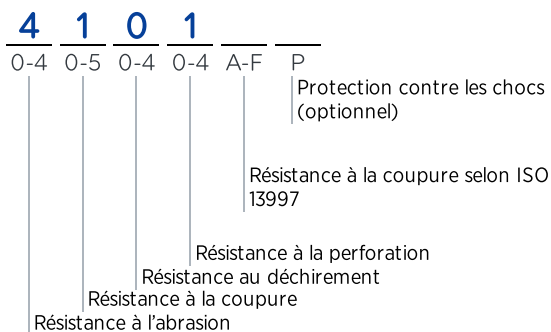 4 1 0 1
0-4 0-5 0-4 0-4 A-F P
Protection contre les chocs
(optionnel)
Résistance à la coupure selon ISO
13997
Résistance à la perforation
Résistance au déchirement
Résistance à la coupure
Résistance à l'abrasion